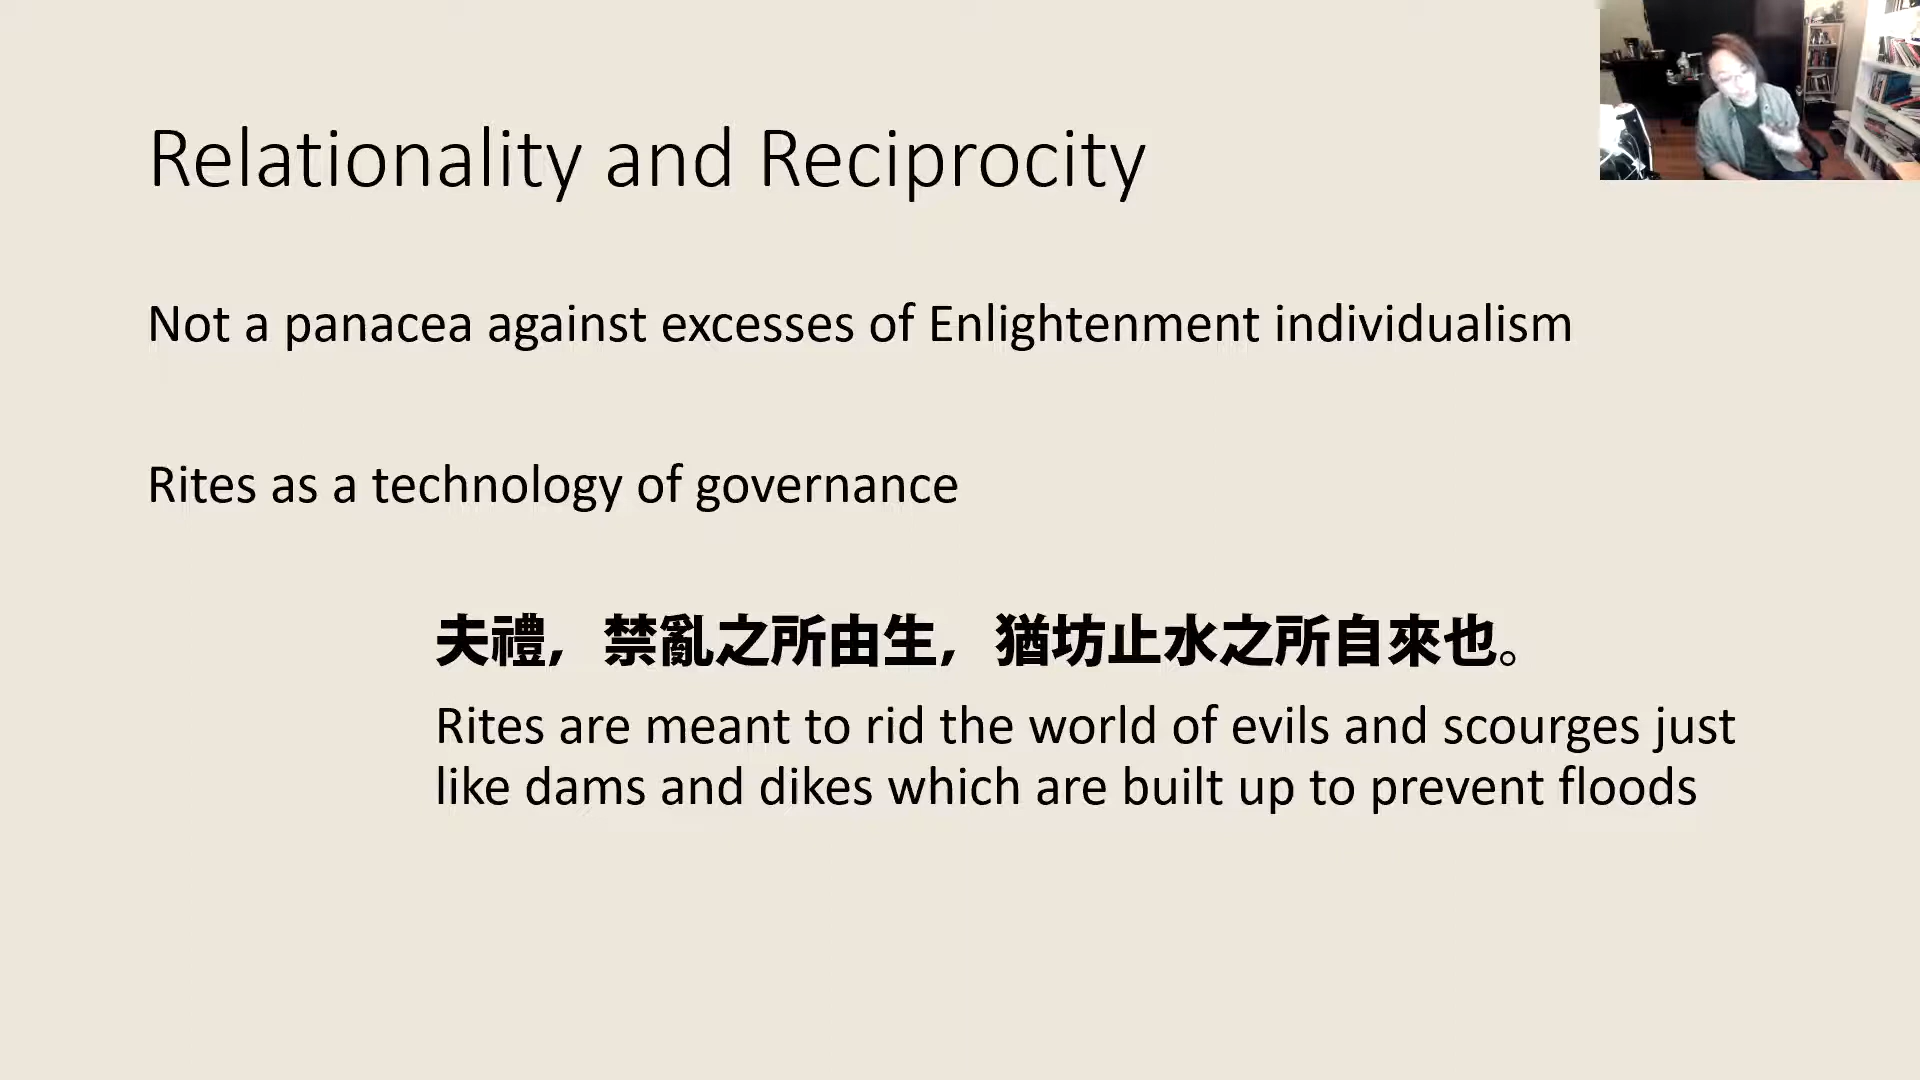 Relationality and Reciprocity
Not a panacea against excesses of Enlightenment individualism
Rites as a technology of governance
夫禮，禁亂之所由生，猶坊止水之所自來也。
Rites are meant to rid the world of evils and scourges just
like dams and dikes which are built up to prevent floods